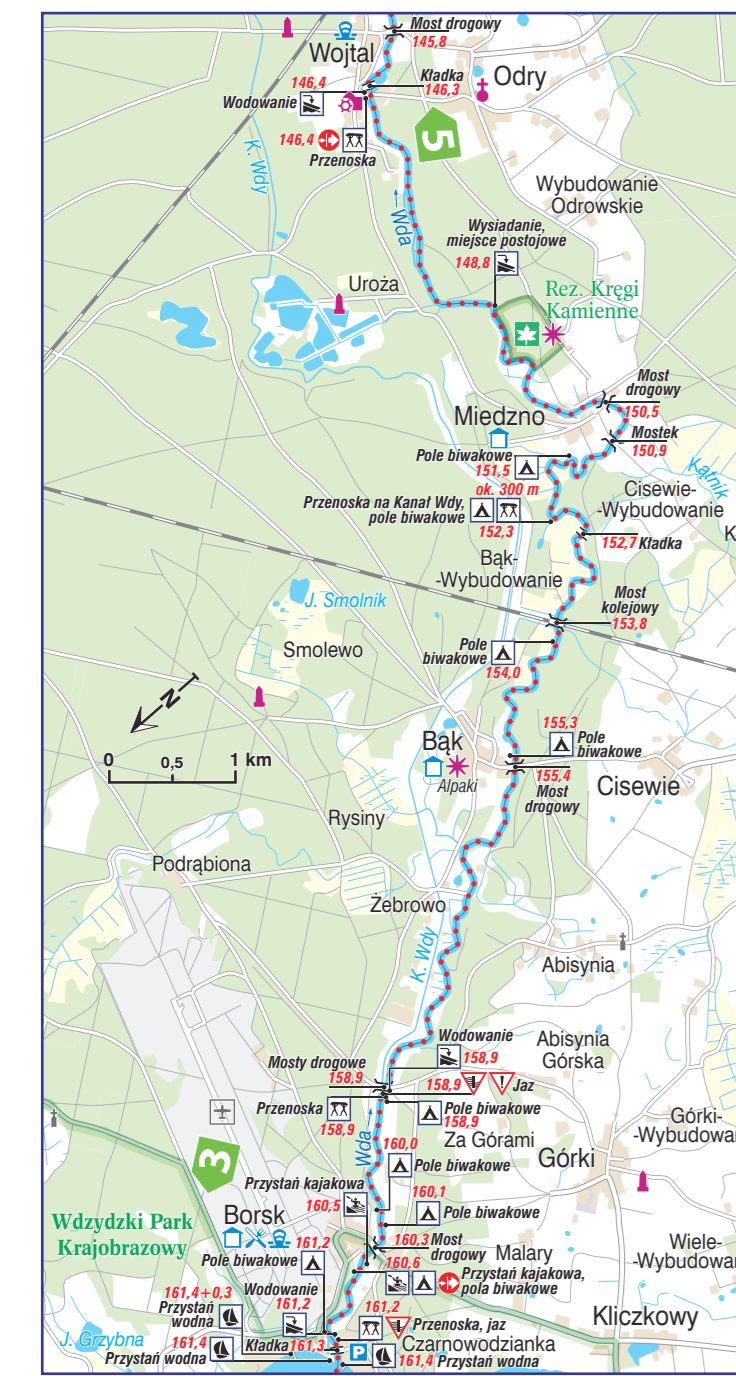 Most drogowy
145,8
Wojtal
Odry
146,4
Kładka
146,3
Wodowanie
5
146,4
Przenoska
K. Wdy
Wda
Wybudowanie
Odrowskie
Wysiadanie,
miejsce postojowe
148,8
Uroża
Rez. Kręgi
Kamienne
Most
drogowy
150,5
Miedzno
Mostek
150,9
Pole biwakowe
151,5
Kątnik
ok. 300 m
Przenoska na Kanał Wdy,
pole biwakowe
152,3
Cisewie-
-Wybudowanie
K
152,7 Kładka
Bąk-
-Wybudowanie
J. Smolnik
Most
kolejowy
153,8
Smolewo
Pole
biwakowe
154,0
N
155,3
Pole
biwakowe
0
0,5
1 km
Bąk
Alpaki
155,4
Most
drogowy
Cisewie
Rysiny
Podrąbiona
Żebrowo
K. Wdy
Abisynia
Wodowanie
158,9
Abisynia
Górska
Mosty drogowe
158,9
158,9
Jaz
Przenoska
158,9
Pole biwakowe
158,9
Wda
Za Górami
Górki-
-Wybudowa
160,0
Pole biwakowe
Górki
3
Przystań kajakowa
160,5
160,1
Pole biwakowe
Wdzydzki Park
Krajobrazowy
Borsk
161,2
Pole biwakowe
160,3 Most
drogowy
Malary
Wiele-
-Wybudowa
160,6
Przystań kajakowa,
pola biwakowe
161,4+0,3
Przystań
wodna
Wodowanie
161,2
161,2
Przenoska, jaz
Kliczkowy
J. Grzybna
161,4
Przystań wodna
Kładka 161,3
P
Czarnowodzianka
161,4 Przystań wodna